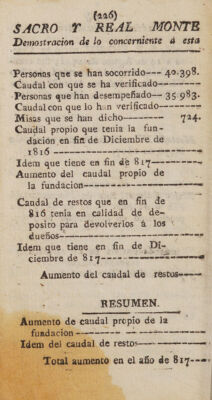 (226)
SACRO Y REAL MONTE
Demostracion de lo concerniente á esta
Personas que se han socorrido--- 40.398.
Caudal con que se ha verificado------
Personas que han desempeñado-- 35.983.
Caudal con que lo han verificado------
Misas que se han dicho---------- 724.
Caudal propio que tenia la fun-
dacion en fin de Diciembre de
1816------------------------
Idem que tiene en fin de 817-----------
Aumento del caudal propio de
la fundacion------------------
Caudal de restos que en fin de
816 tenia en calidad de de-
posito para devolverlos á los
dueños-----------------------
Idem que tiene en fin de Di-
ciembre de 817----------------
Aumento del caudal de restos-----
RESUMEN.
Aumento de caudal propio de la
fundacion--------------------
Idem del caudal de restos------------
Total aumento en el año de 817----